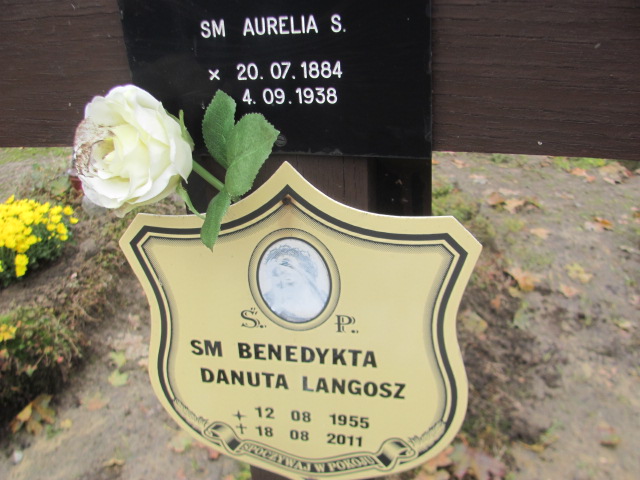 SM AURELIA S.
× 20.07.1884
4.09.1938
S. P.
SM BENEDYKTA
DANUTA LANGOSZ
+ 12 08 1955
+ 18 08 2011
SPOCZYWAJ W POKOJU